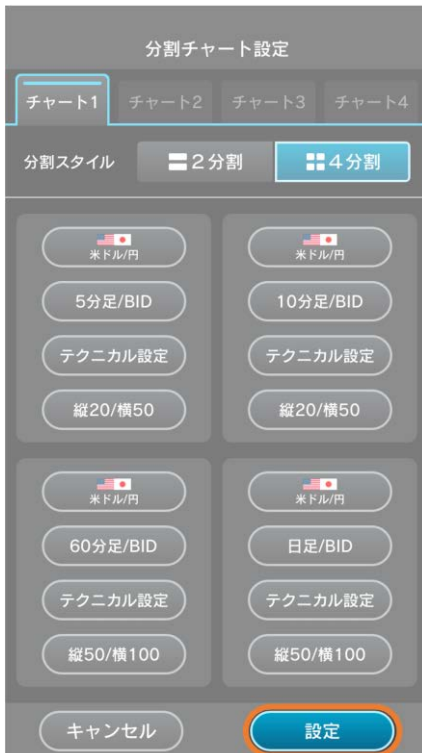 分割チャート設定
チャート1 チャート2 チャート3 チャート4
分割スタイル 2分割 4分割
米ドル/円 米ドル/円
5分足/BID 10分足/BID
テクニカル設定 テクニカル設定
縦20/横50 縦20/横50
米ドル/円 米ドル/円
60分足/BID 日足/BID
テクニカル設定 テクニカル設定
縦50/横100 縦50/横100
キャンセル 設定